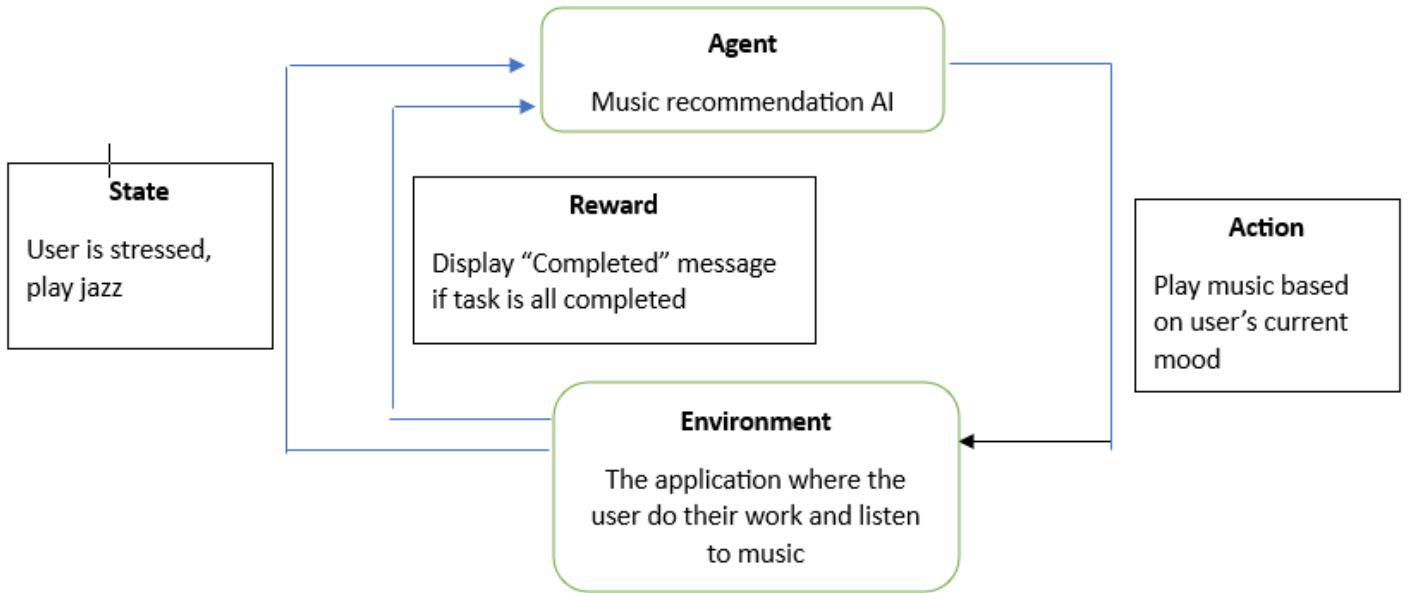 Agent
Music recommendation AI
State
User is stressed,
play jazz
Reward
Display “Completed” message
if task is all completed
Action
Play music based
on user’s current
mood
Environment
The application where the
user do their work and listen
to music